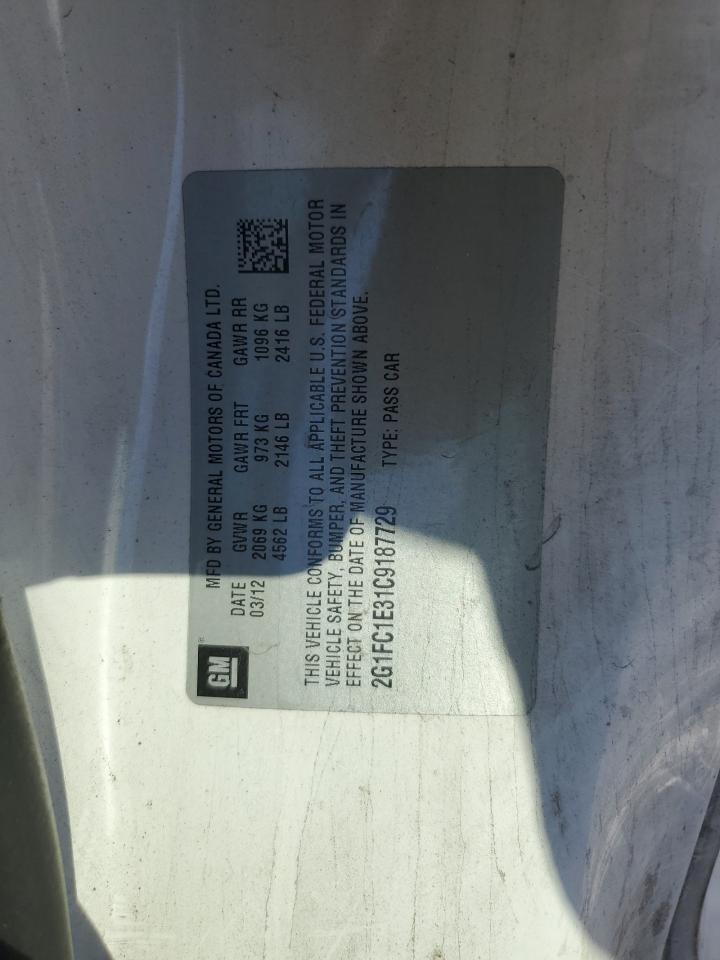 GM®
MFD BY GENERAL MOTORS OF CANADA LTD.
DATE GVWR GAWR FRT GAWR RR
03/12 2069 KG 973 KG 1096 KG
4562 LB 2146 LB 2416 LB
THIS VEHICLE CONFORMS TO ALL APPLICABLE U.S. FEDERAL MOTOR
VEHICLE SAFETY, BUMPER, AND THEFT PREVENTION STANDARDS IN
EFFECT ON THE DATE OF MANUFACTURE SHOWN ABOVE.
2G1FC1E31C9187729 TYPE: PASS CAR